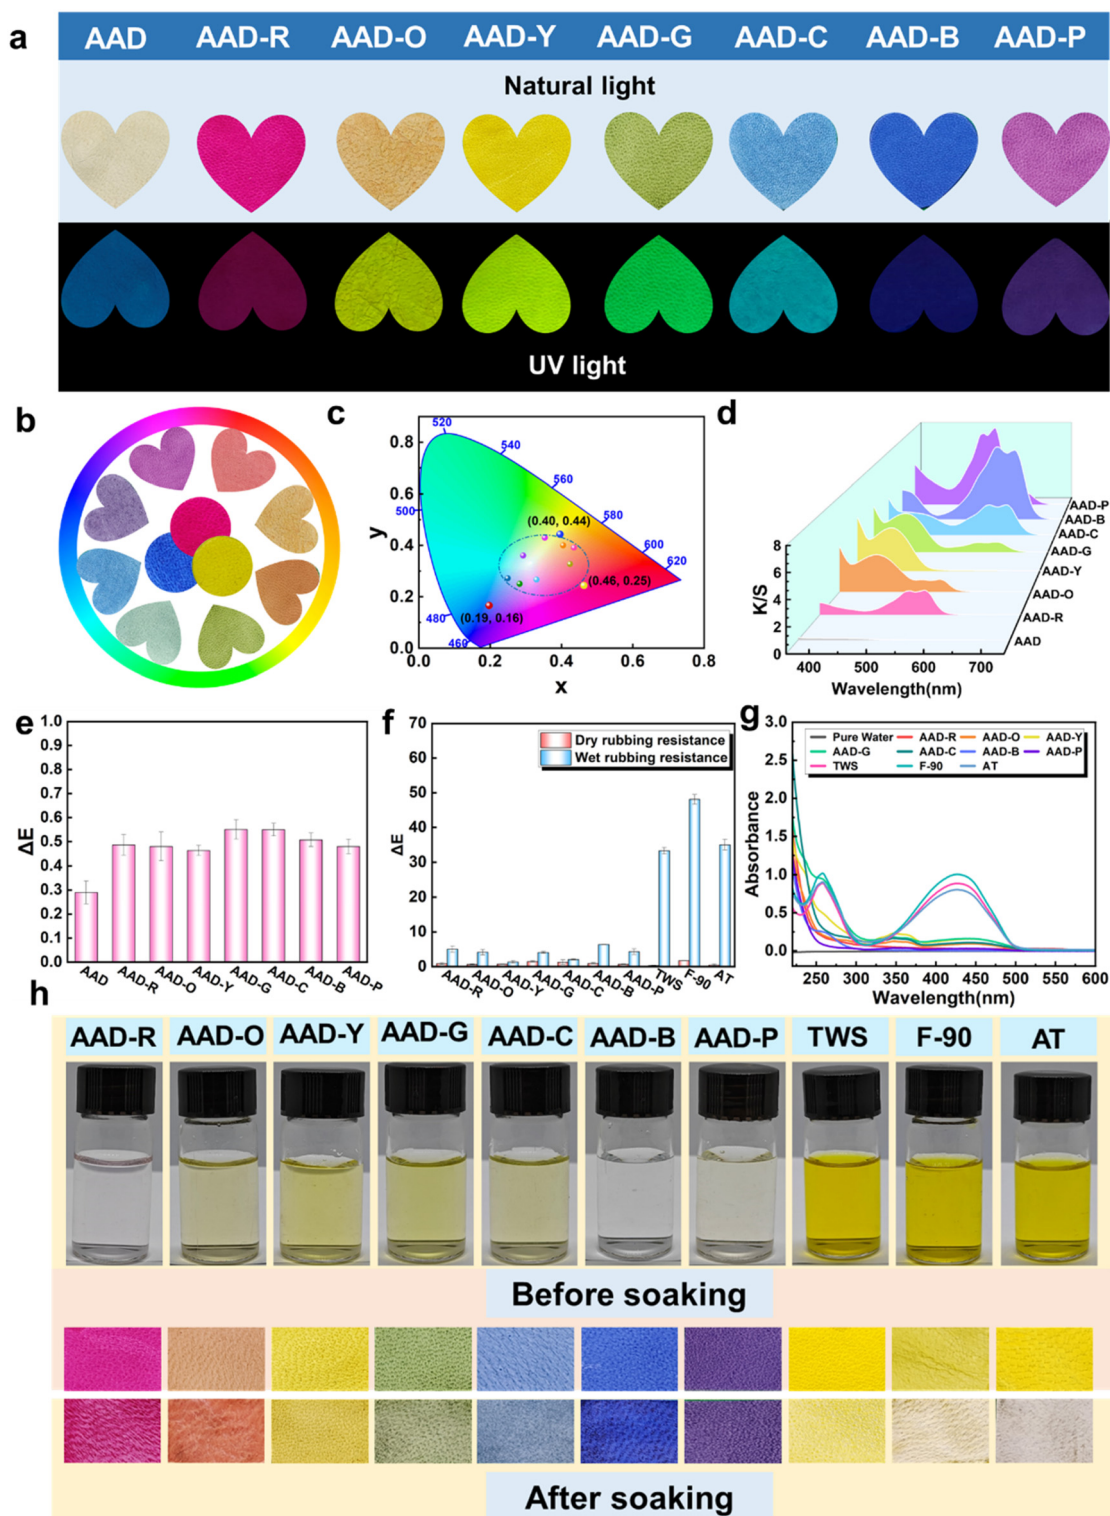 a
AAD AAD-R AAD-O AAD-Y AAD-G AAD-C AAD-B AAD-P
Natural light
UV light
b
c
520
540
560
580
600
620
500
480
460
(0.40, 0.44)
(0.46, 0.25)
(0.19, 0.16)
y
0.8
0.6
0.4
0.2
0.0
0.0 0.2 0.4 0.6 0.8
x
d
AAD-P
AAD-B
AAD-C
AAD-G
AAD-Y
AAD-O
AAD-R
AAD
K/S
8
6
4
2
0
400 500 600 700
Wavelength(nm)
e
ΔE
1.0
0.9
0.8
0.7
0.6
0.5
0.4
0.3
0.2
0.1
0.0
AAD AAD-R AAD-O AAD-Y AAD-G AAD-C AAD-B AAD-P
f
Dry rubbing resistance
Wet rubbing resistance
ΔE
70
60
50
40
30
20
10
0
AAD-R AAD-O AAD-Y AAD-G AAD-C AAD-B AAD-P TWS F-90 AT
g
Pure Water AAD-R AAD-O AAD-Y
AAD-G AAD-C AAD-B AAD-P
TWS F-90 AT
Absorbance
3.0
2.5
2.0
1.5
1.0
0.5
0.0
250 300 350 400 450 500 550 600
Wavelength(nm)
h
AAD-R AAD-O AAD-Y AAD-G AAD-C AAD-B AAD-P TWS F-90 AT
Before soaking
After soaking